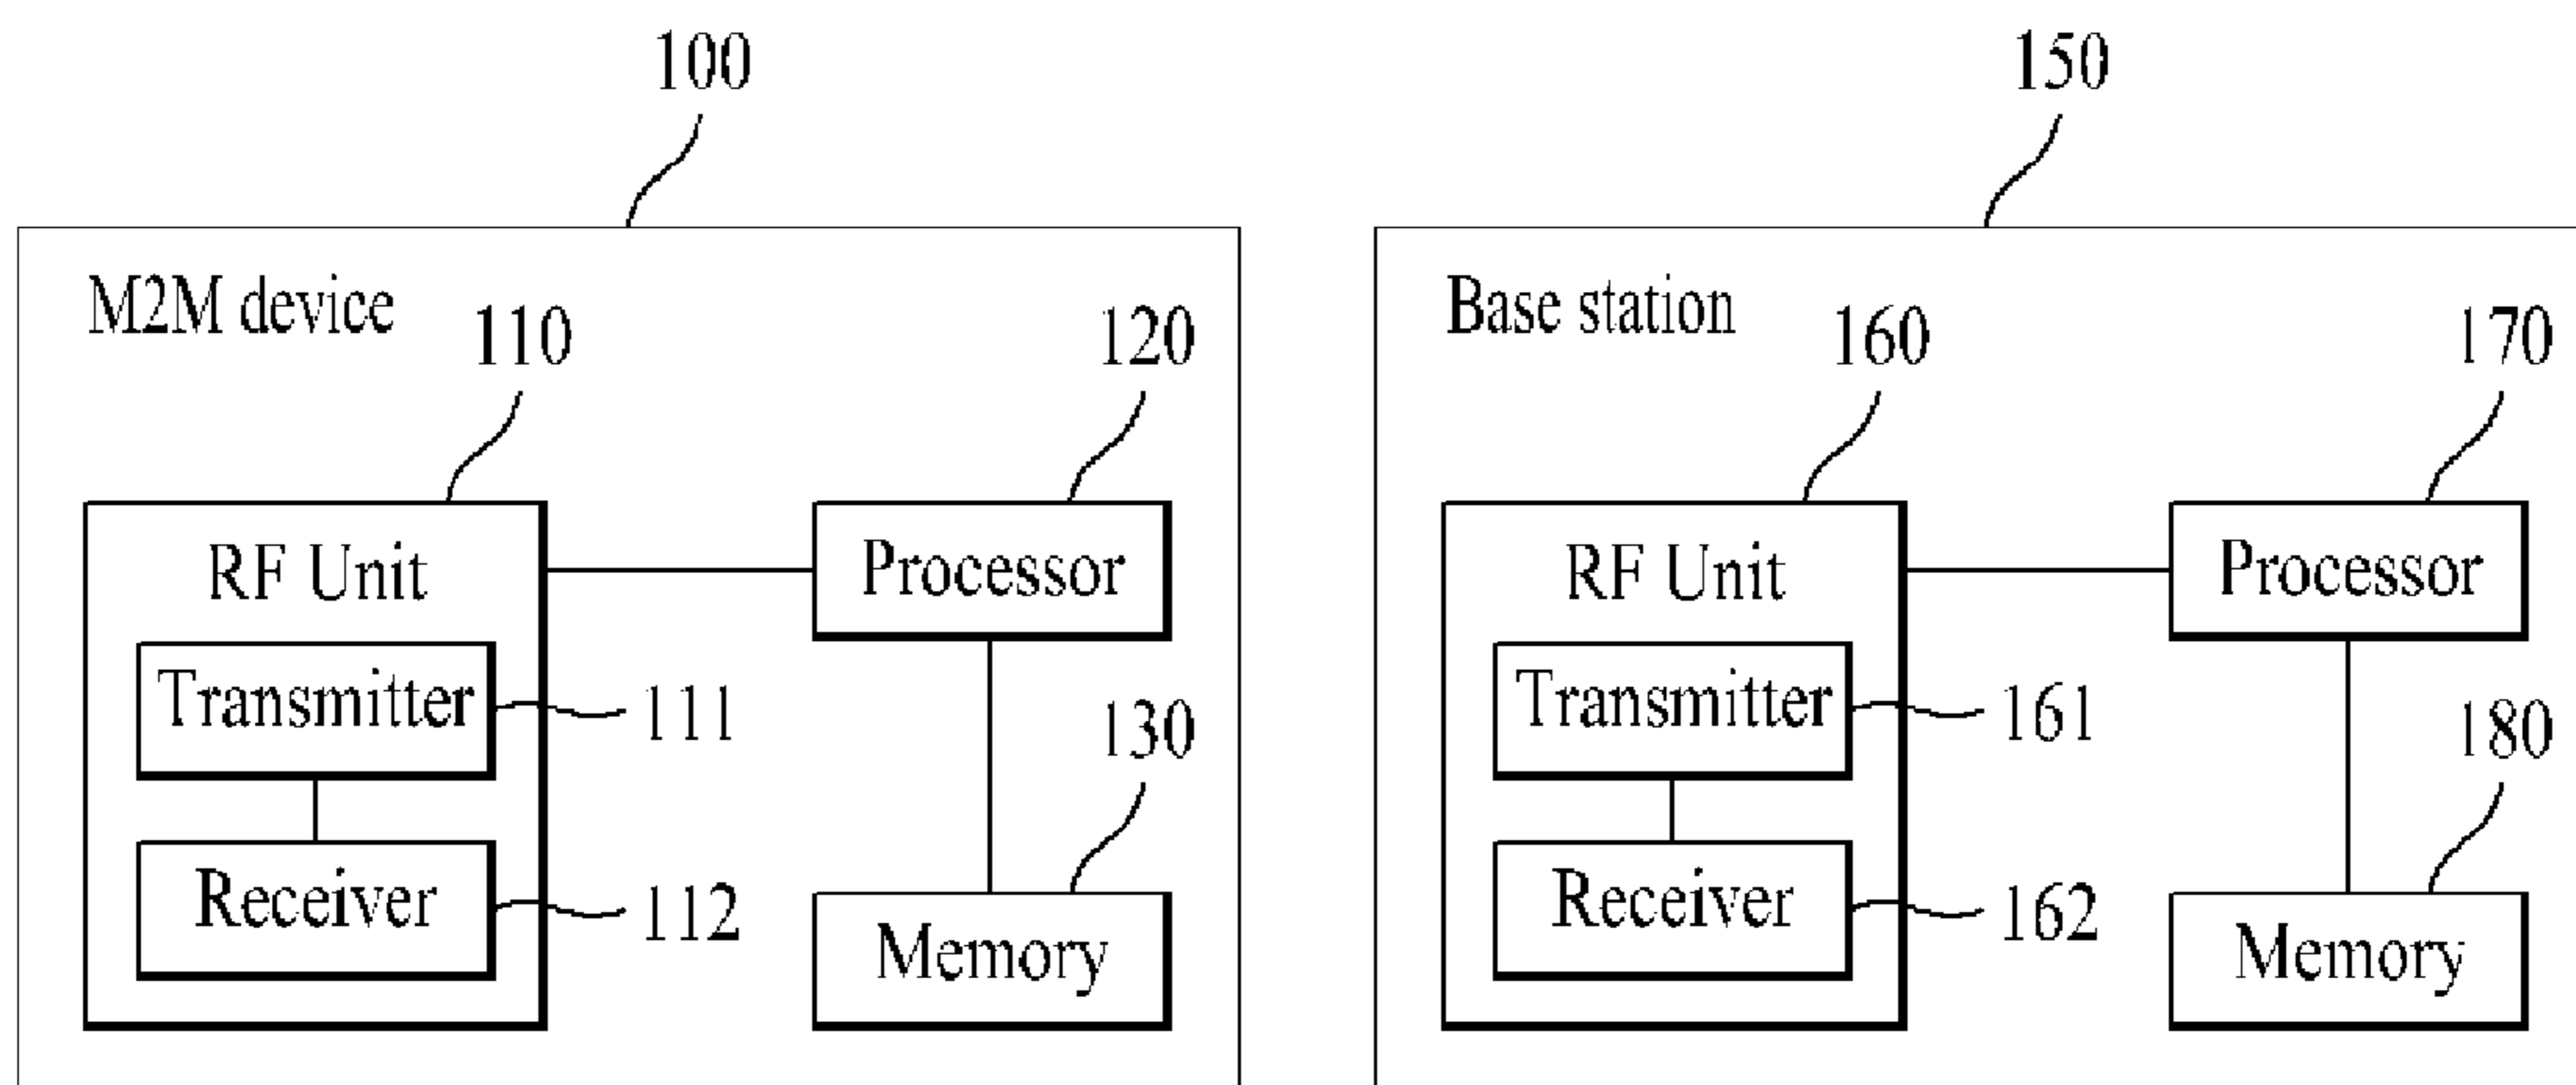 100
M2M device
110
120
RF Unit
Processor
Transmitter
111
130
Receiver
112
Memory
150
Base station
160
170
RF Unit
Processor
Transmitter
161
180
Receiver
162
Memory